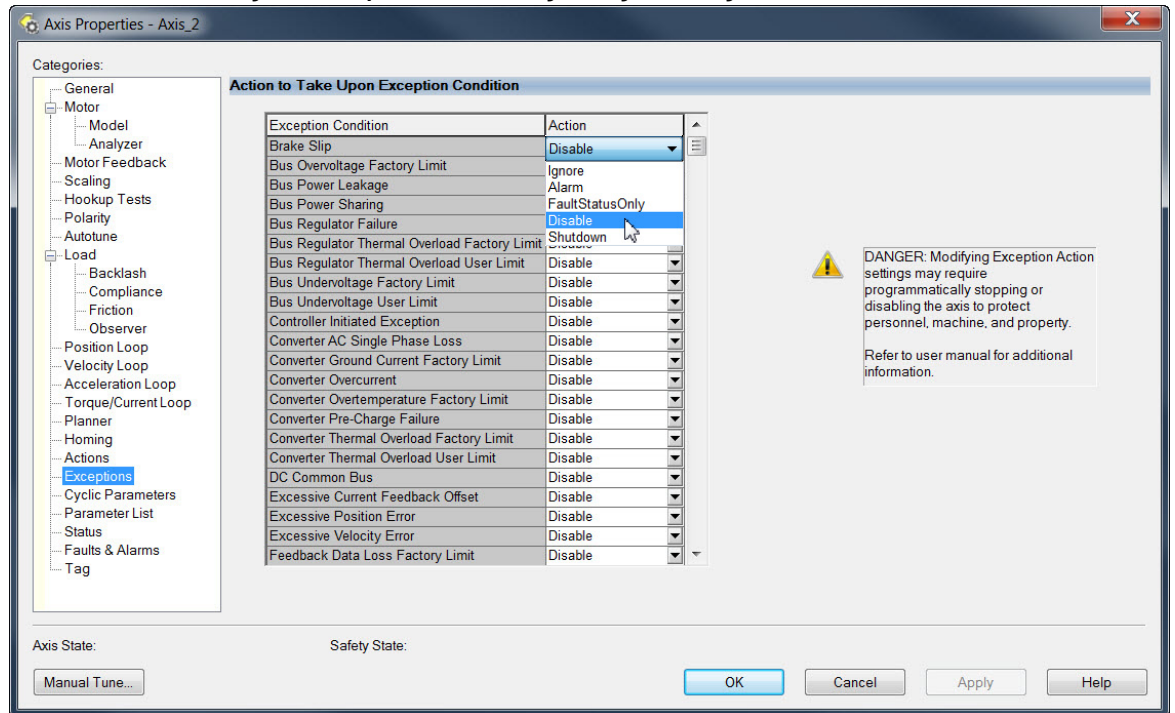 Axis Properties - Axis_2
X
Categories:
General
Motor
Model
Analyzer
Motor Feedback
Scaling
Hookup Tests
Polarity
Autotune
Load
Backlash
Compliance
Friction
Observer
Position Loop
Velocity Loop
Acceleration Loop
Torque/Current Loop
Planner
Homing
Actions
Exceptions
Cyclic Parameters
Parameter List
Status
Faults & Alarms
Tag
Action to Take Upon Exception Condition
Exception Condition Action
Brake Slip Disable
Bus Overvoltage Factory Limit
Bus Power Leakage
Bus Power Sharing
Bus Regulator Failure
Bus Regulator Thermal Overload Factory Limit
Ignore
Alarm
FaultStatusOnly
Disable
Shutdown
Bus Regulator Thermal Overload User Limit Disable
Bus Undervoltage Factory Limit Disable
Bus Undervoltage User Limit Disable
Controller Initiated Exception Disable
Converter AC Single Phase Loss Disable
Converter Ground Current Factory Limit Disable
Converter Overcurrent Disable
Converter Overtemperature Factory Limit Disable
Converter Pre-Charge Failure Disable
Converter Thermal Overload Factory Limit Disable
Converter Thermal Overload User Limit Disable
DC Common Bus Disable
Excessive Current Feedback Offset Disable
Excessive Position Error Disable
Excessive Velocity Error Disable
Feedback Data Loss Factory Limit Disable
DANGER: Modifying Exception Action
settings may require
programmatically stopping or
disabling the axis to protect
personnel, machine, and property.
Refer to user manual for additional
information.
Axis State:
Safety State:
Manual Tune...
OK
Cancel
Apply
Help